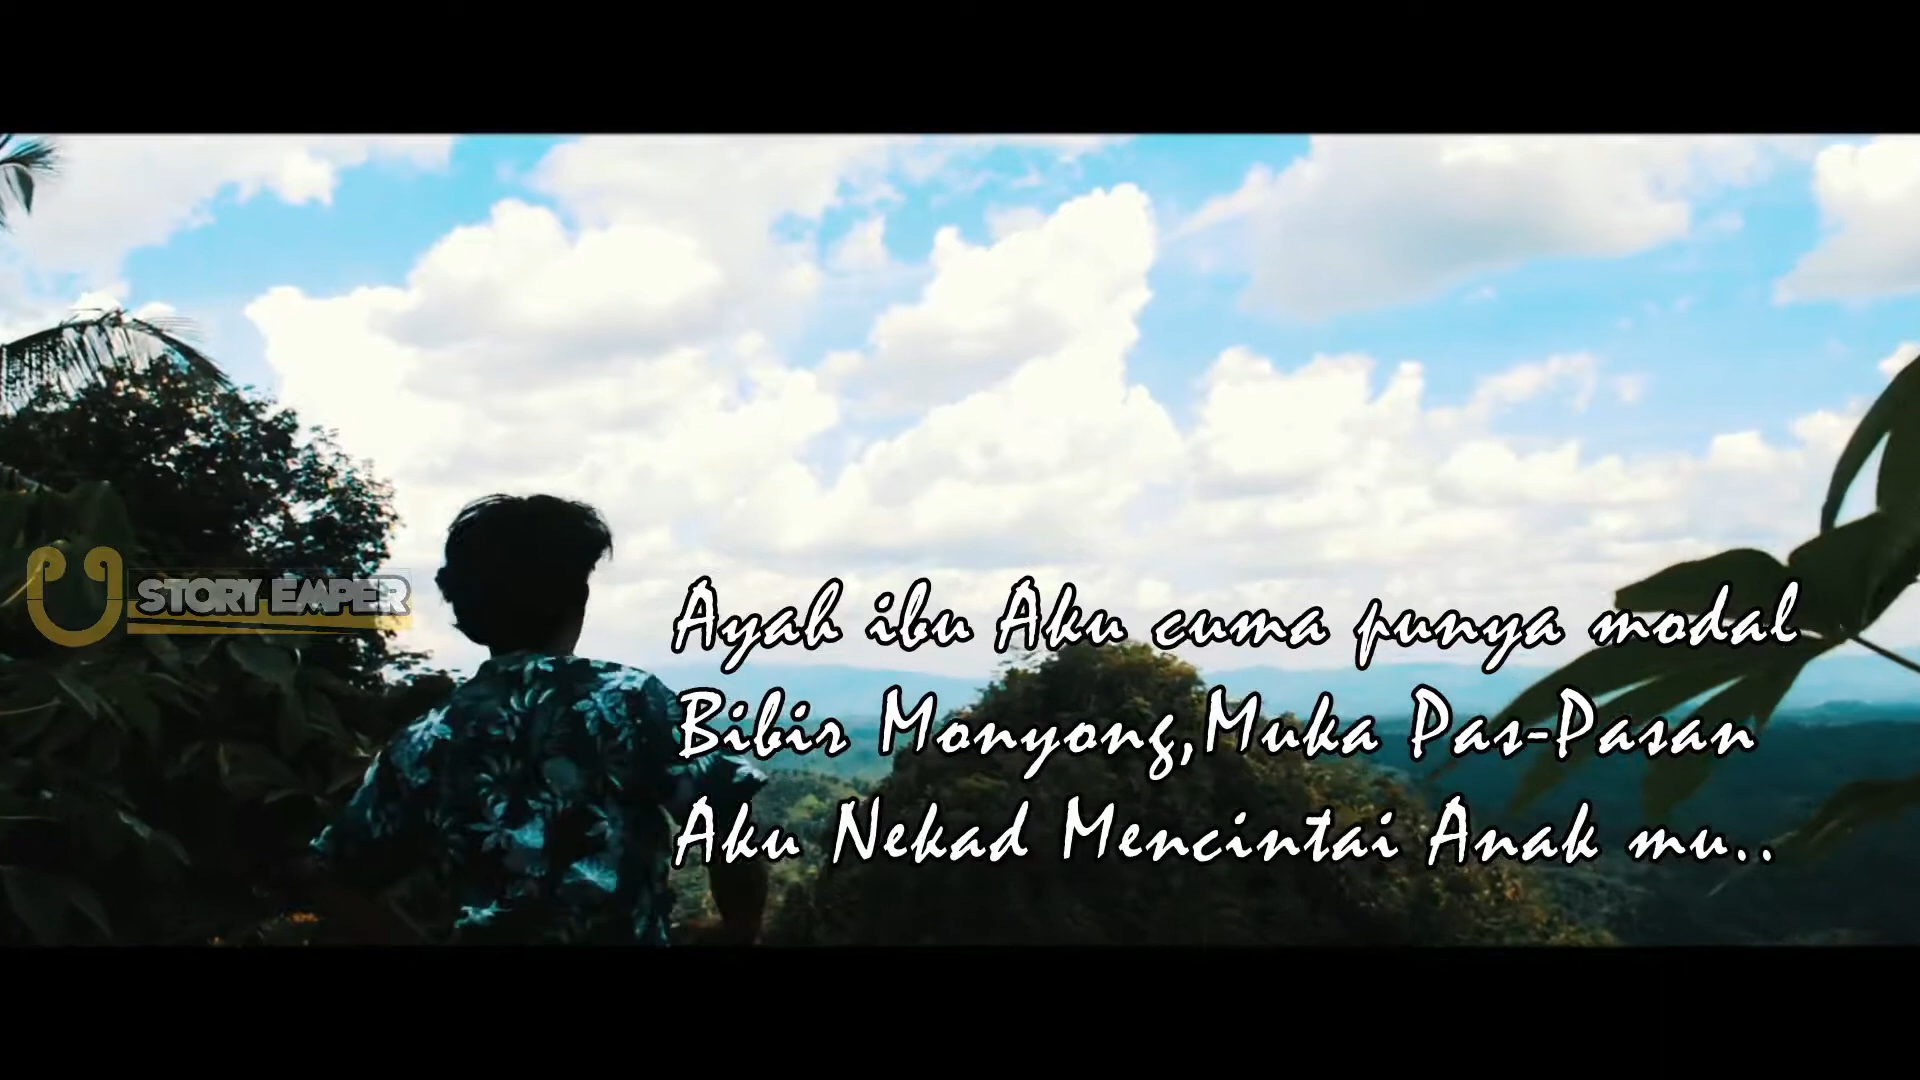 STORY EMPER
Ayah ibu Aku cuma punya modal
Bibir Monyong,Muka Pas-Pasan
Aku Nekad Mencintai Anak mu..